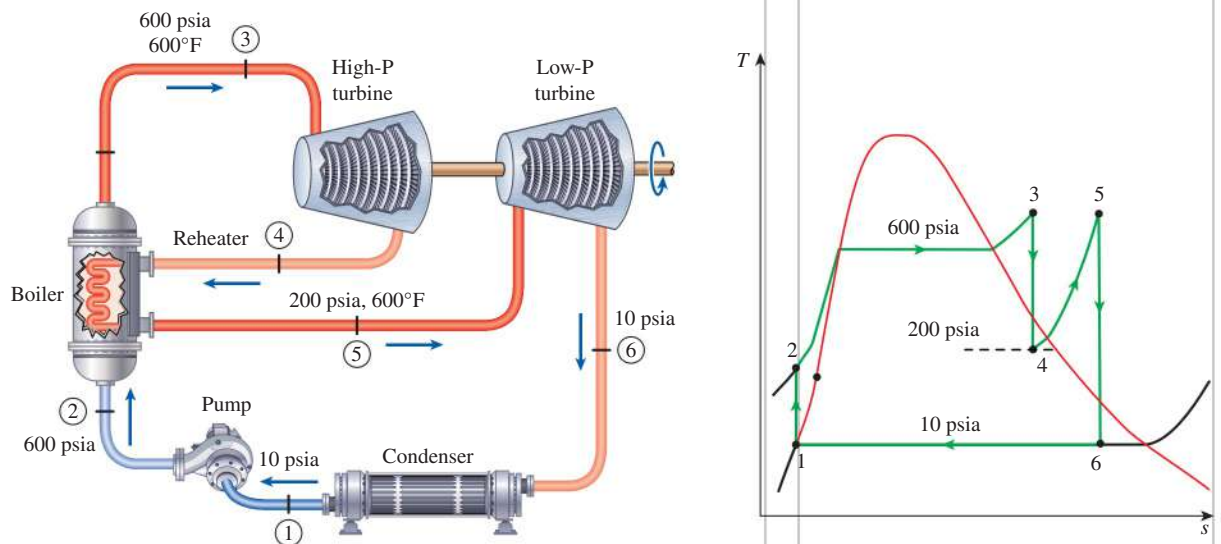 600 psia
600°F
3
High-P
turbine
Low-P
turbine
Reheater
4
Boiler
200 psia, 600°F
5
10 psia
6
2
600 psia
Pump
10 psia
Condenser
1
T
3
5
600 psia
200 psia
4
2
10 psia
1
6
s